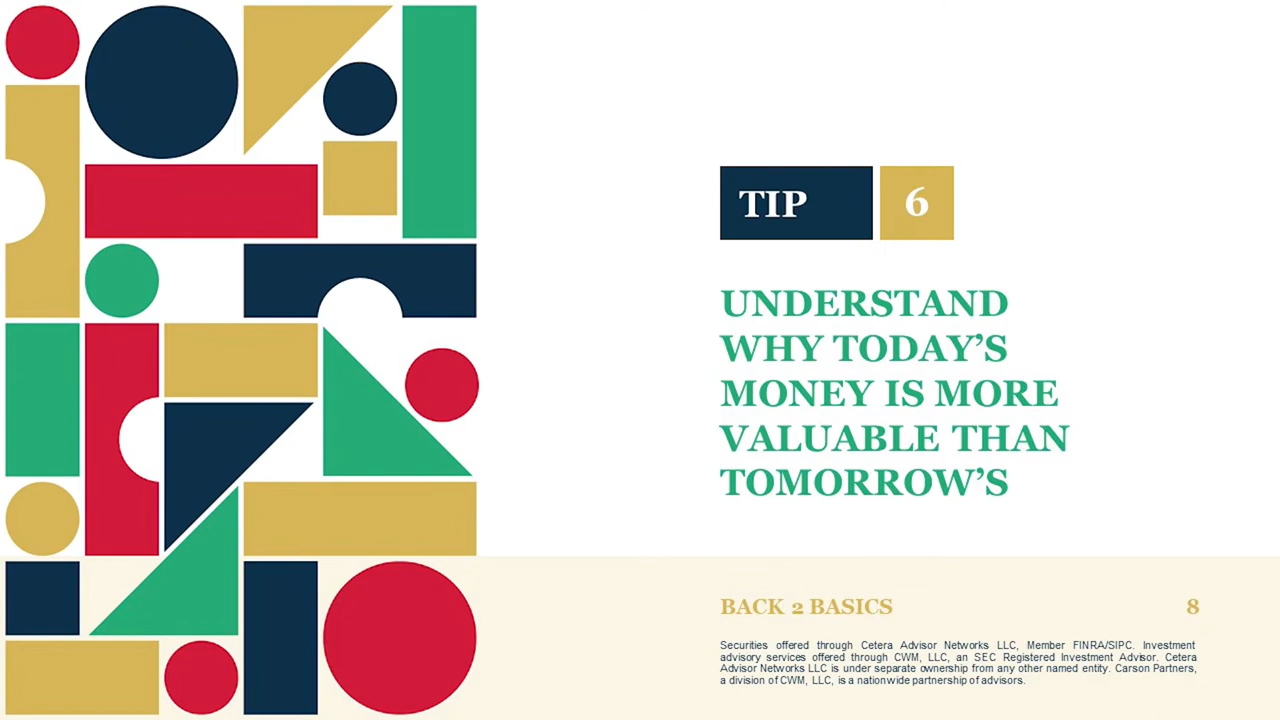 TIP 6
UNDERSTAND
WHY TODAY’S
MONEY IS MORE
VALUABLE THAN
TOMORROW’S
BACK 2 BASICS 8
Securities offered through Cetera Advisor Networks LLC, Member FINRA/SIPC. Investment
advisory services offered through CWM, LLC, an SEC Registered Investment Advisor. Cetera
Advisor Networks LLC is under separate ownership from any other named entity. Carson Partners,
a division of CWM, LLC, is a nationwide partnership of advisors.